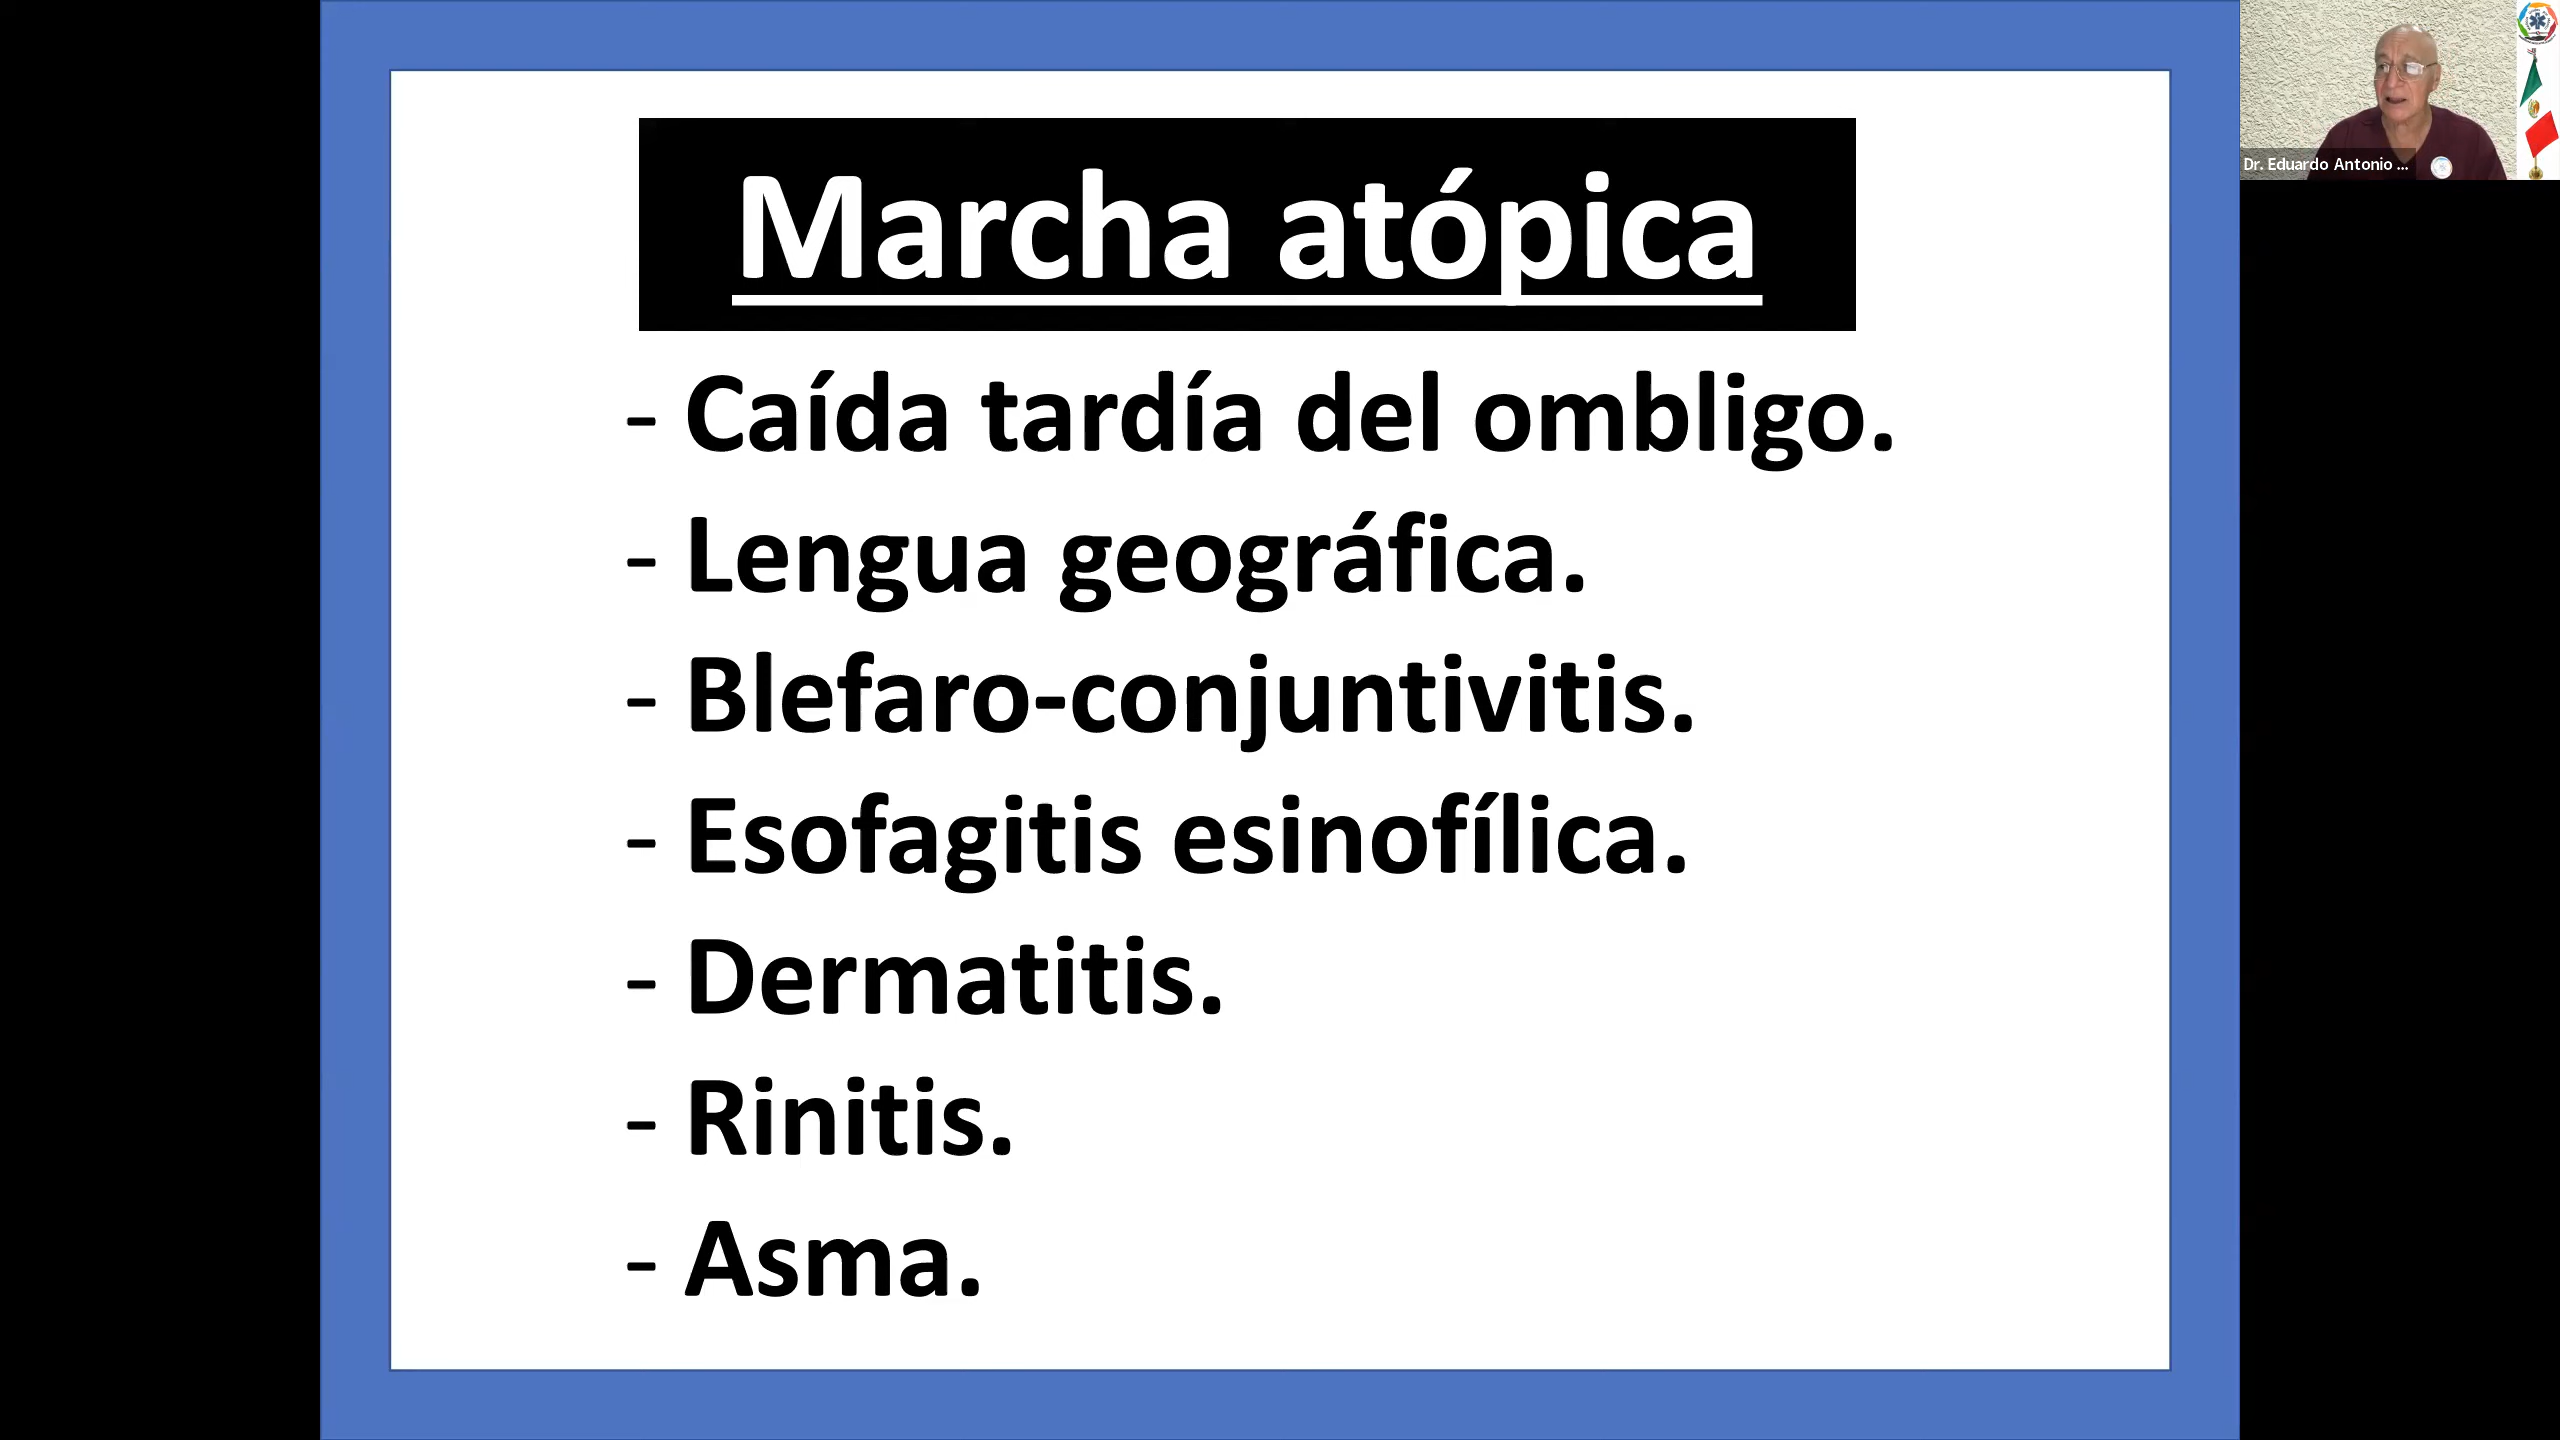 Marcha atópica
- Caída tardía del ombligo.
- Lengua geográfica.
- Blefaro-conjuntivitis.
- Esofagitis esinofílica.
- Dermatitis.
- Rinitis.
- Asma.
Dr. Eduardo Antonio ...